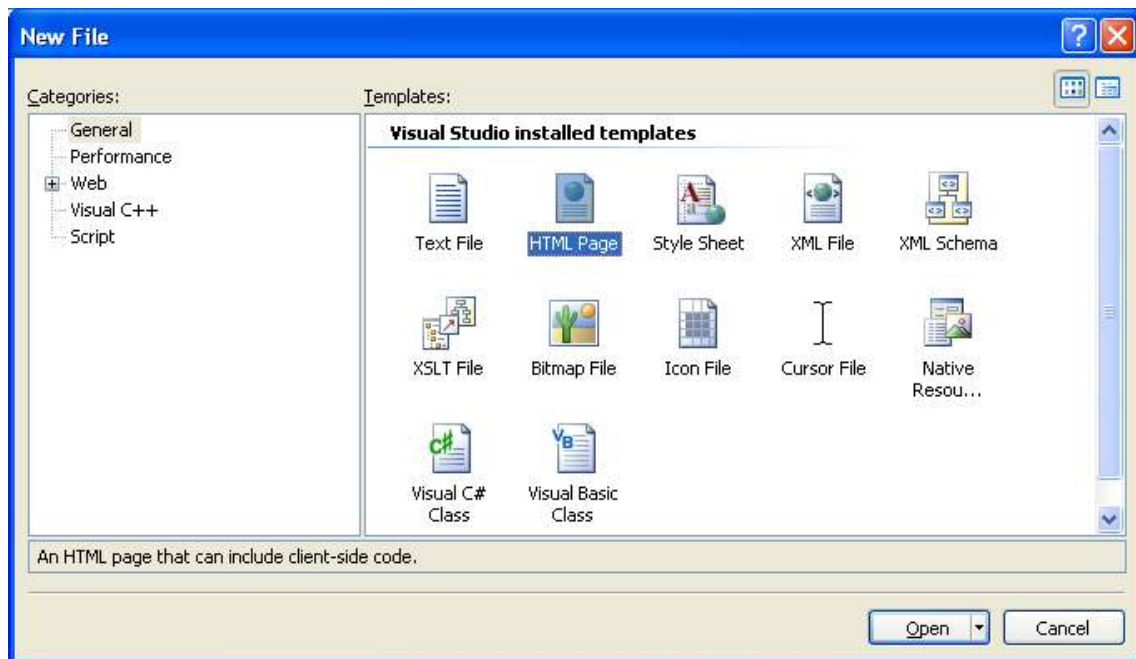 New File
Categories:
Templates:
General
Performance
Web
Visual C++
Script
Visual Studio installed templates
Text File
HTML Page
Style Sheet
XML File
XML Schema
XSLT File
Bitmap File
Icon File
Cursor File
Native
Resou...
Visual C#
Class
Visual Basic
Class
An HTML page that can include client-side code.
Open
Cancel